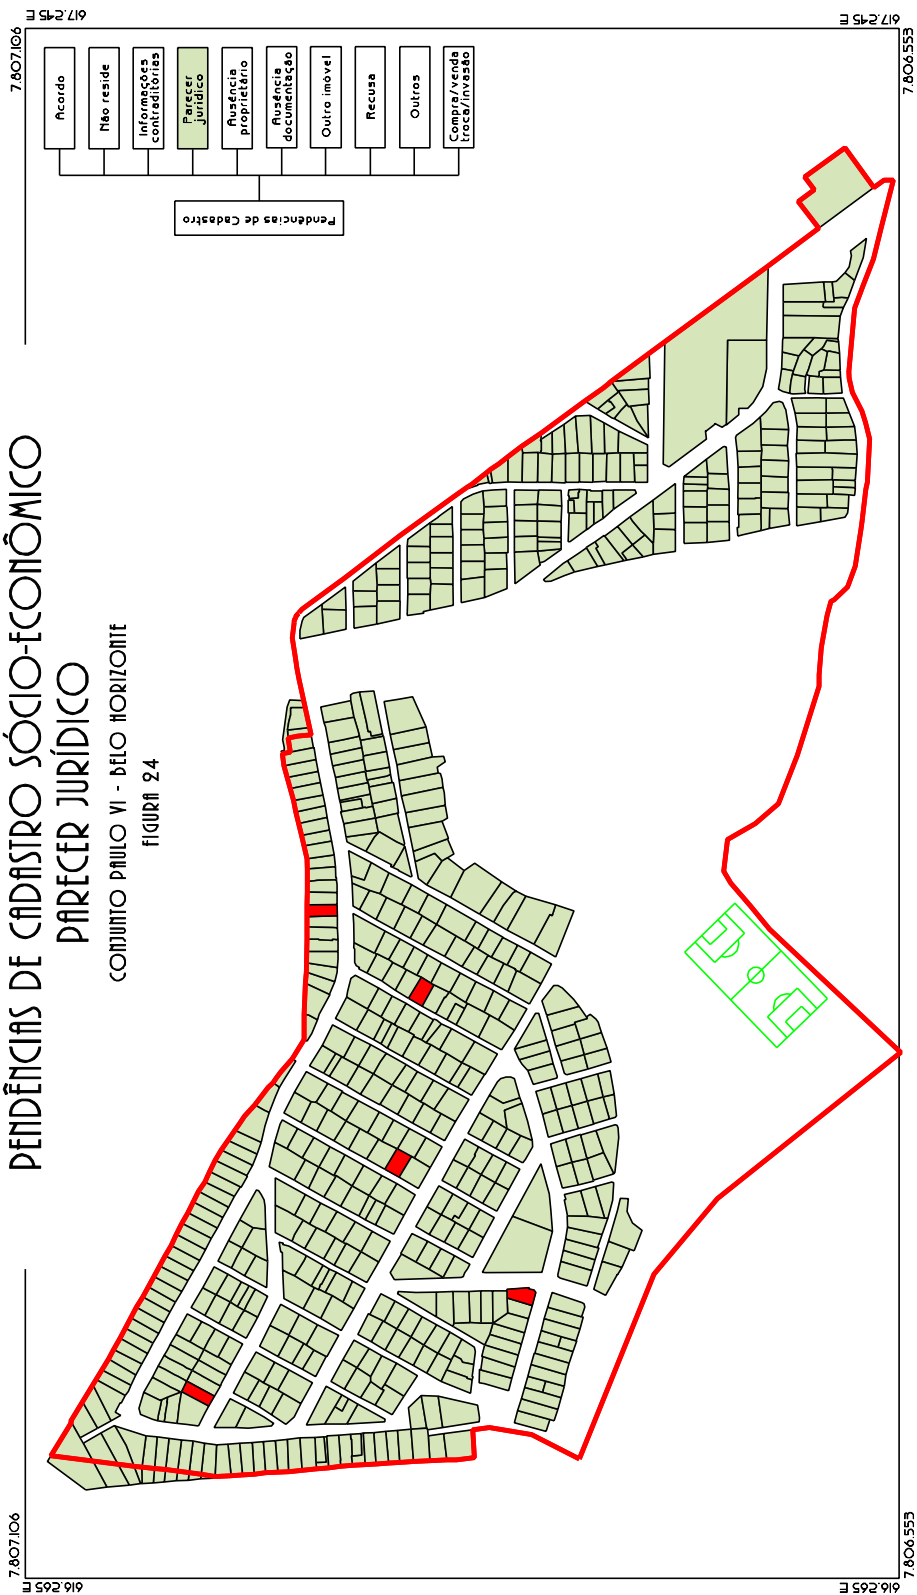 PENDÊNCIAS DE CADASTRO SÓCIO-ECONÔMICO
PARECER JURÍDICO
CONJUNTO PAULO VI - BELO HORIZONTE
FIGURA 24
Pendências de Cadastro
Acordo
Não reside
Informações
contraditórias
Parecer
jurídico
Ausência
proprietário
Ausência
documentação
Outro imóvel
Recusa
Outros
Compra/venda
troca/invasão
7.807.106
617.245 E
7.806.553
617.245 E
7.807.106
616.265 E
7.806.553
616.265 E